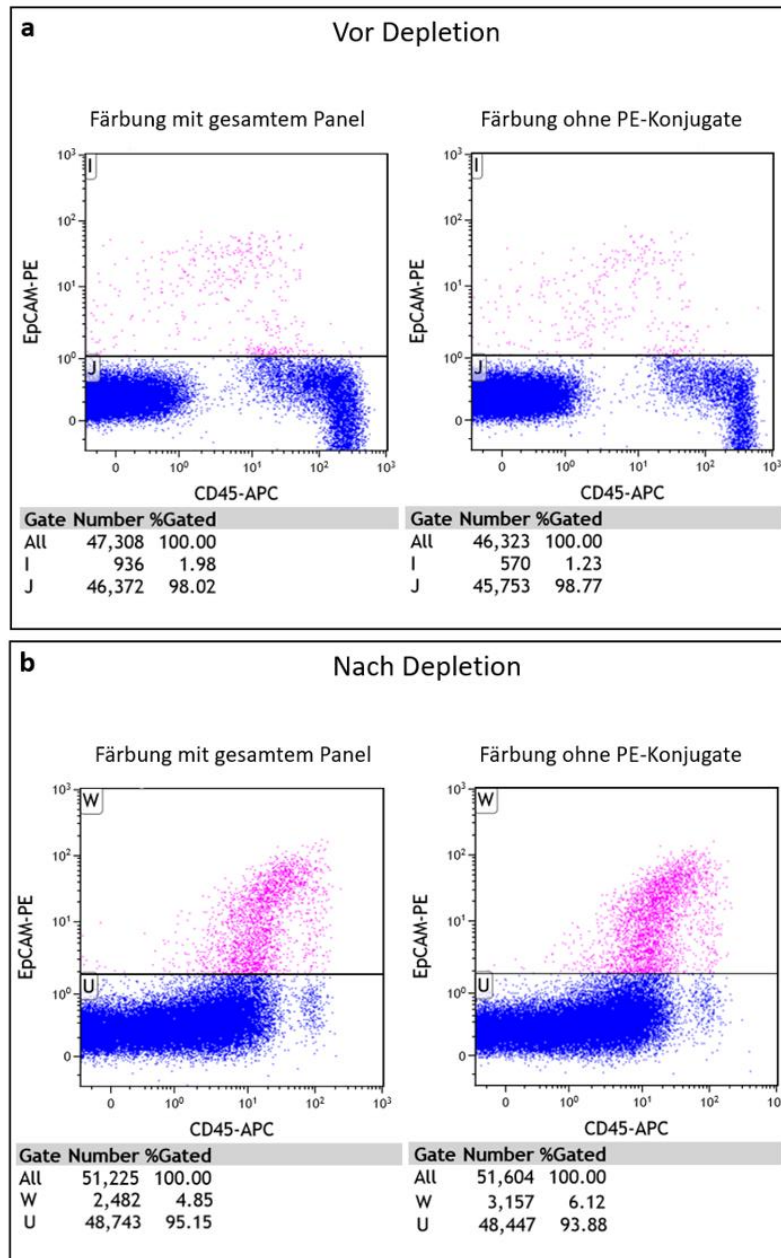 a Vor Depletion
Färbung mit gesamtem Panel Färbung ohne PE-Konjugate
I I
10³ 10³
10² 10²
EpCAM-PE EpCAM-PE
10¹ 10¹
10⁰ 10⁰
J J
0 0
0 10⁰ 10¹ 10² 10³ 0 10⁰ 10¹ 10² 10³
CD45-APC CD45-APC
Gate Number %Gated Gate Number %Gated
All 47,308 100.00 All 46,323 100.00
I 936 1.98 I 570 1.23
J 46,372 98.02 J 45,753 98.77
b Nach Depletion
Färbung mit gesamtem Panel Färbung ohne PE-Konjugate
10³ 10³
W W
10² 10²
EpCAM-PE EpCAM-PE
10¹ 10¹
U U
10⁰ 10⁰
0 0
0 10⁰ 10¹ 10² 10³ 0 10⁰ 10¹ 10² 10³
CD45-APC CD45-APC
Gate Number %Gated Gate Number %Gated
All 51,225 100.00 All 51,604 100.00
W 2,482 4.85 W 3,157 6.12
U 48,743 95.15 U 48,447 93.88